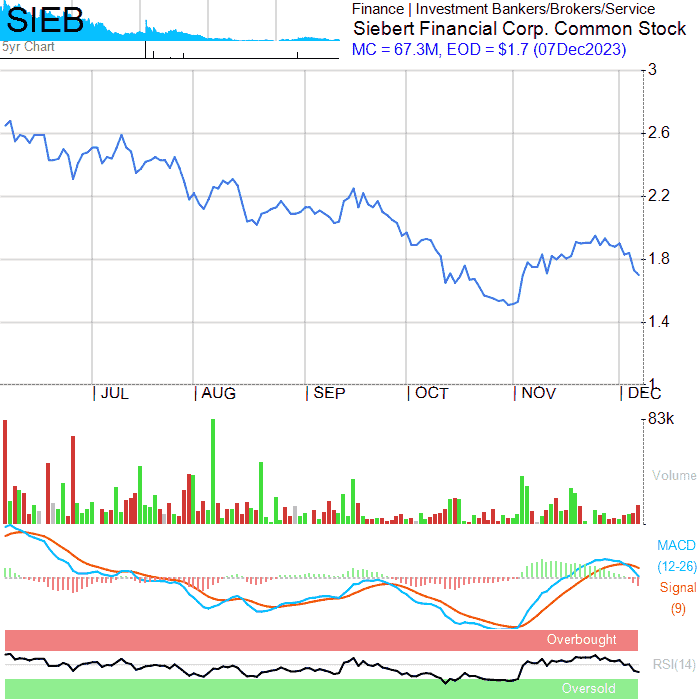 SIEB
5yr Chart
Finance | Investment Bankers/Brokers/Service
Siebert Financial Corp. Common Stock
MC = 67.3M, EOD = $1.7 (07Dec2023)
3
2.6
2.2
1.8
1.4
1
JUL AUG SEP OCT NOV DEC
83k
Volume
MACD
(12-26)
Signal
(9)
Overbought
RSI(14)
Oversold